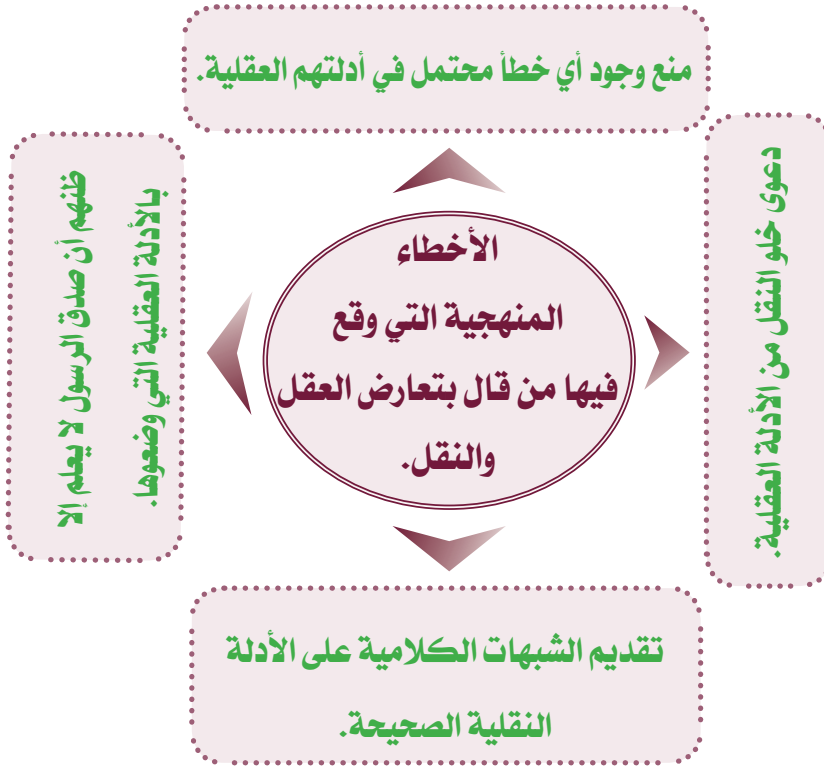 منع وجود أي خطأ محتمل في أدلتهم العقلية.
دعوى خلو النقل من الأدلة العقلية.
الأخطاء
المنهجية التي وقع
فيها من قال بتعارض العقل
والنقل.
ظنهم أن صدق الرسول لا يعلم إلا
بالأدلة العقلية التي وضعوها.
تقديم الشبهات الكلامية على الأدلة
النقلية الصحيحة.